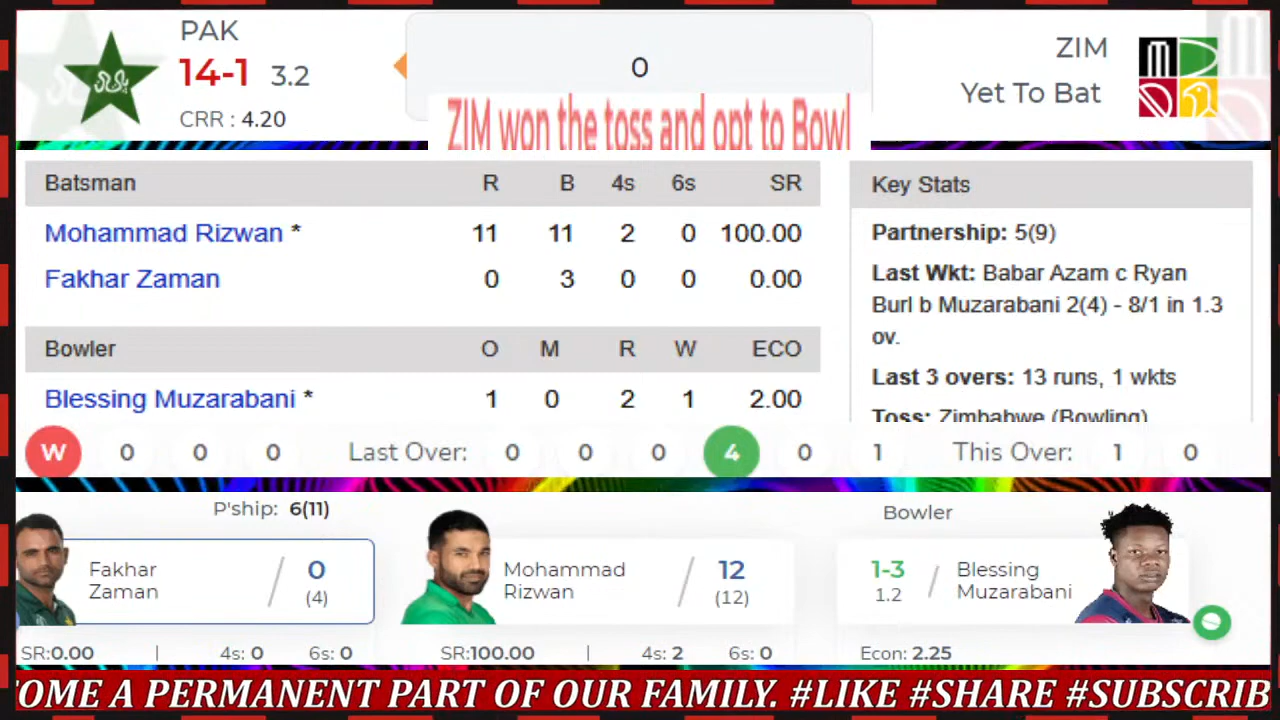 PAK
14-1 3.2
CRR : 4.20
0
ZIM won the toss and opt to Bowl
ZIM
Yet To Bat
Batsman R B 4s 6s SR
Mohammad Rizwan * 11 11 2 0 100.00
Fakhar Zaman 0 3 0 0 0.00
Bowler O M R W ECO
Blessing Muzarabani * 1 0 2 1 2.00
Key Stats
Partnership: 5(9)
Last Wkt: Babar Azam c Ryan
Burl b Muzarabani 2(4) - 8/1 in 1.3
ov.
Last 3 overs: 13 runs, 1 wkts
Toss: Zimbabwe (Bowling)
W 0 0 0 Last Over: 0 0 0 4 0 1 This Over: 1 0
P'ship: 6(11)
Fakhar
Zaman
0
(4)
SR:0.00 | 4s: 0 6s: 0
Mohammad
Rizwan
12
(12)
SR:100.00 | 4s: 2 6s: 0
Bowler
1-3
1.2
Blessing
Muzarabani
Econ: 2.25
OME A PERMANENT PART OF OUR FAMILY. #LIKE #SHARE #SUBSCRIB